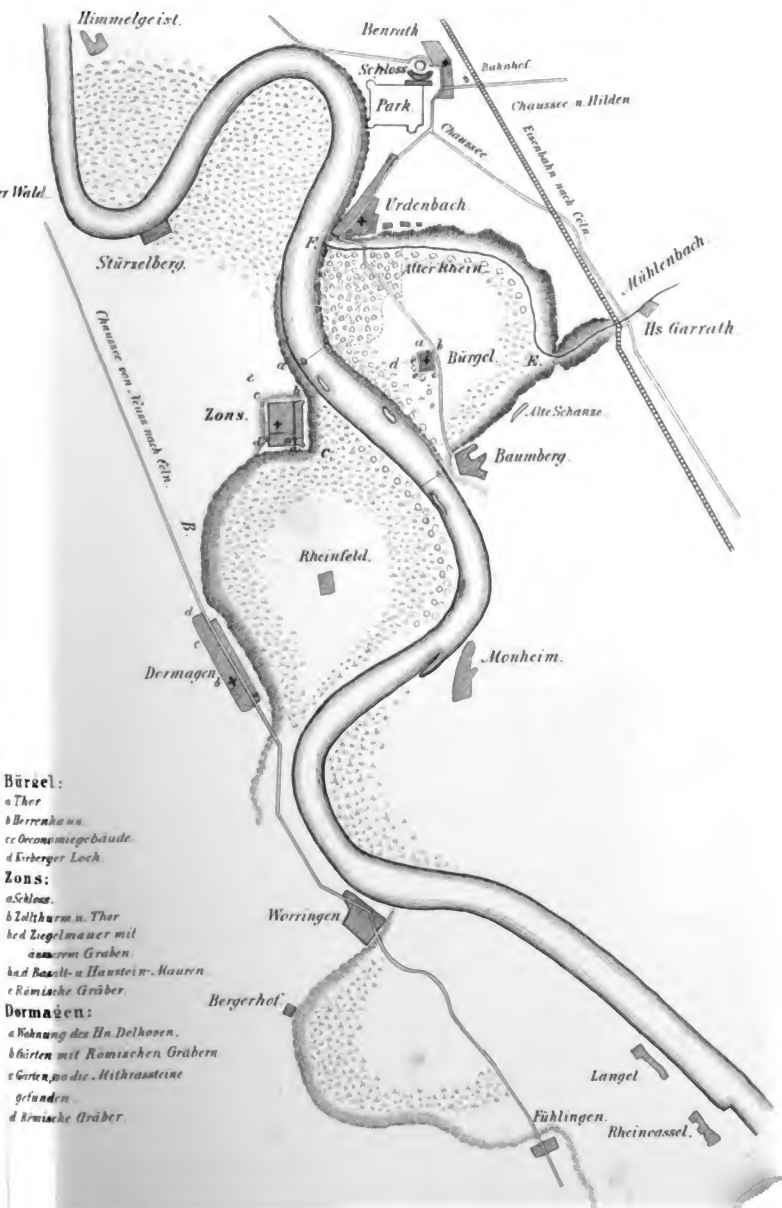 Himmelgeist.
Benrath
Schloss
Bahnhof.
Park
Chaussee n. Hilden
Chaussee
Eisenbahn nach Cöln.
er Wald.
Urdenbach.
Stürzelberg.
F.
Alter Rhein.
Mühlenbach.
Hs Garrath.
a b
d
Bürgel.
E.
Chaussee von Neuss nach Cöln.
a
e
c
b
Zons.
Alte Schanze.
C.
Baumberg.
B.
Rheinfeld.
d
c
Dormagen
b
a
Monheim.
Bürgel:
a Thor
b Herrenhaus.
cc Oeconomiegebäude.
d Kirberger Loch.
Zons:
a Schloss.
b Zollthurm u. Thor
bcd Ziegelmauer mit
äusserem Graben.
bad Basalt- u Haustein-Mauren.
e Römische Gräber.
Dormagen:
a Wohnung des Hn Delhoven.
b Gärten mit Römischen Gräbern
c Garten, wo die Mithrassteine
gefunden.
d Römische Gräber.
Worringen
Bergerhof.
Langel
Fühlingen.
Rheincassel.